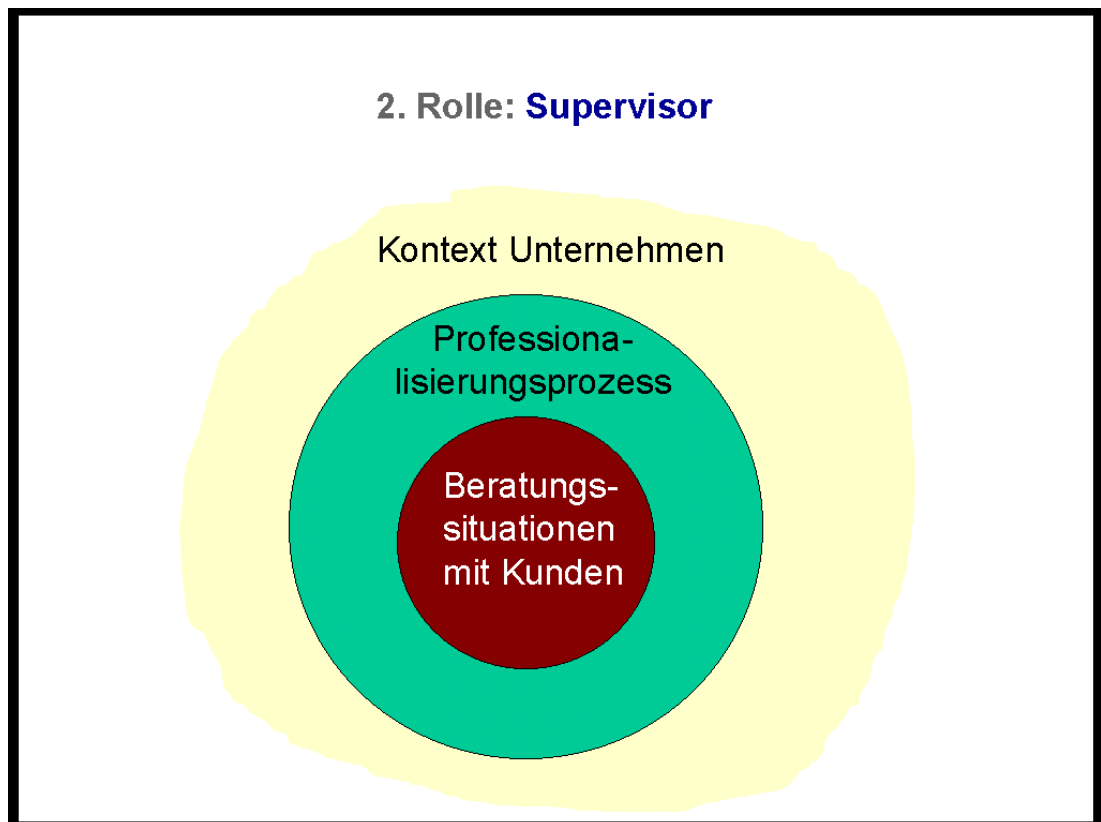 2. Rolle: Supervisor
Kontext Unternehmen
Professiona-
lisierungsprozess
Beratungs-
situationen
mit Kunden